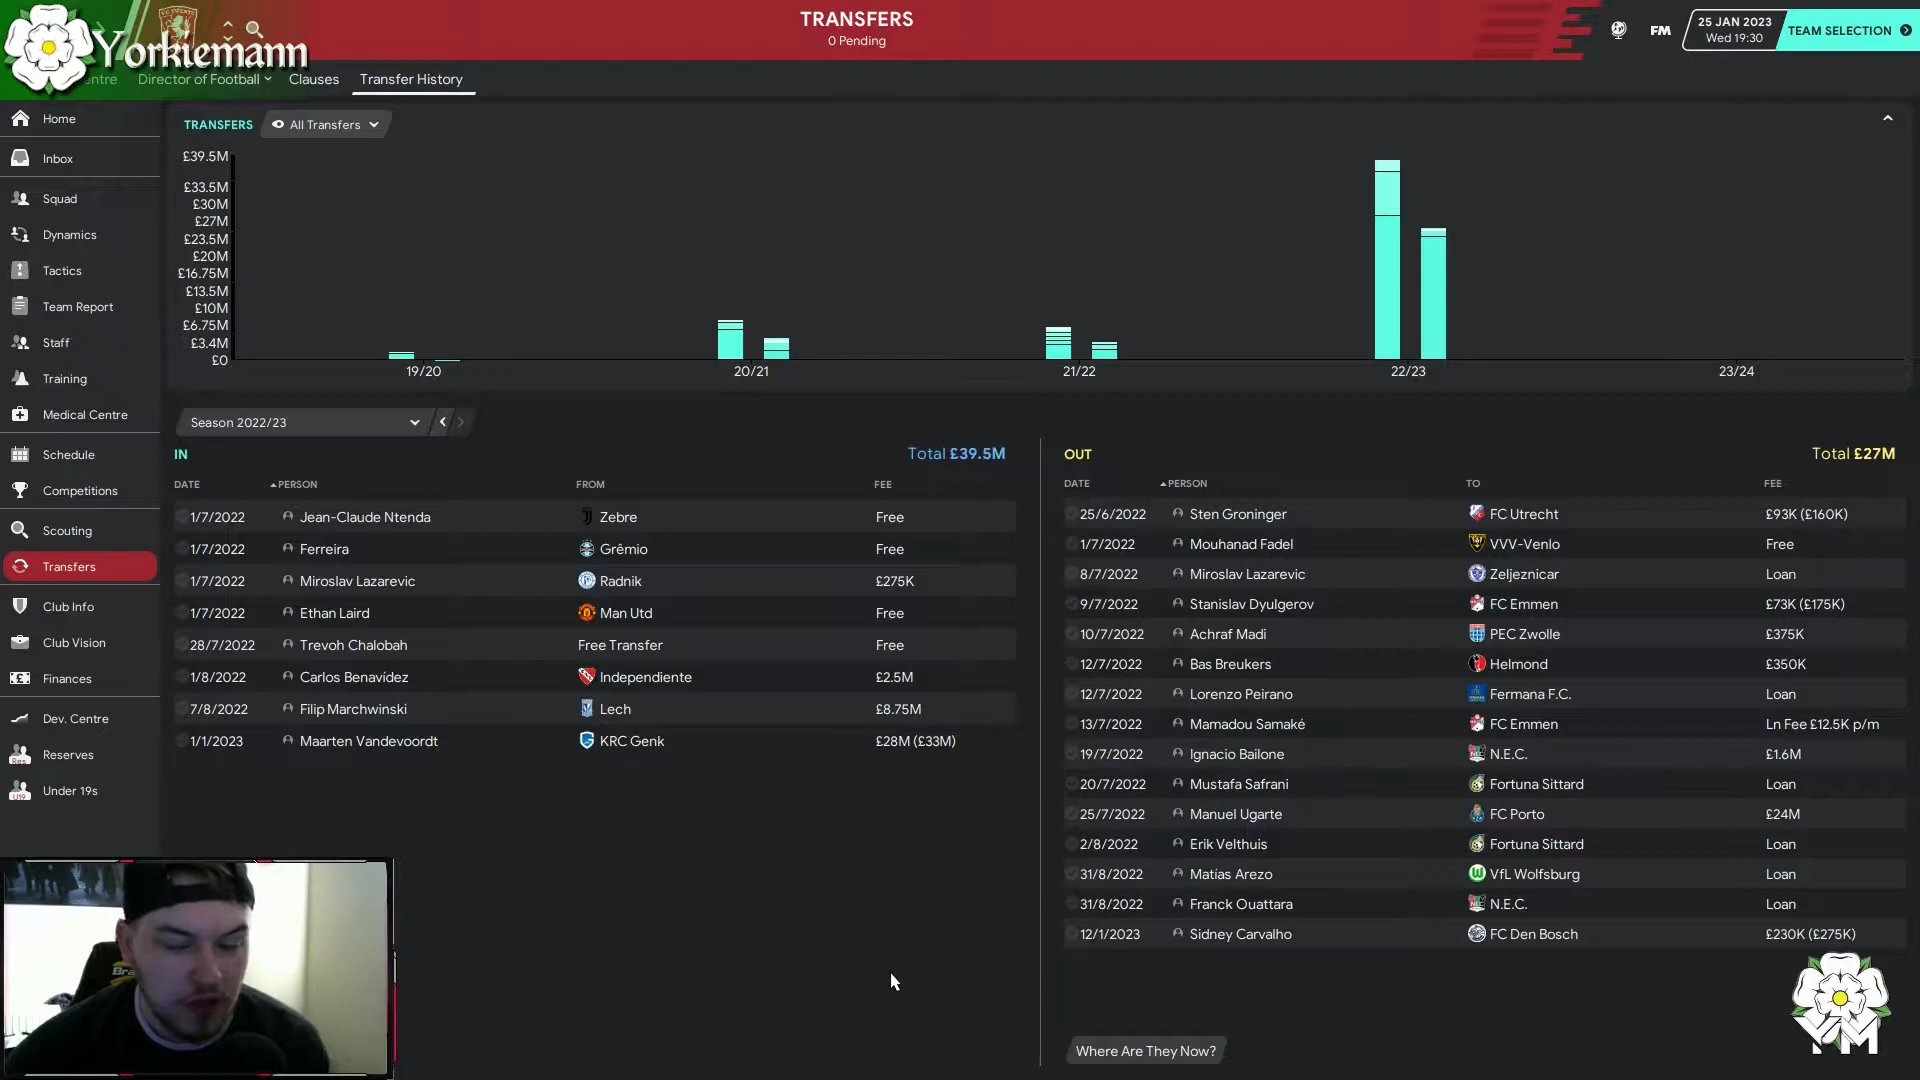 TRANSFERS
0 Pending
FM
25 JAN 2023
Wed 19:30
TEAM SELECTION
Yorkiemann
entre
Director of Football
Clauses
Transfer History
Home
Inbox
Squad
Dynamics
Tactics
Team Report
Staff
Training
Medical Centre
Schedule
Competitions
Scouting
Transfers
Club Info
Club Vision
Finances
Dev. Centre
Reserves
Under 19s
TRANSFERS All Transfers
£39.5M
£33.5M
£30M
£27M
£23.5M
£20M
£16.75M
£13.5M
£10M
£6.75M
£3.4M
£0
19/20 20/21 21/22 22/23 23/24
Season 2022/23
IN Total £39.5M
DATE PERSON FROM FEE
1/7/2022 Jean-Claude Ntenda Zebre Free
1/7/2022 Ferreira Grêmio Free
1/7/2022 Miroslav Lazarevic Radnik £275K
1/7/2022 Ethan Laird Man Utd Free
28/7/2022 Trevoh Chalobah Free Transfer Free
1/8/2022 Carlos Benavídez Independiente £2.5M
7/8/2022 Filip Marchwinski Lech £8.75M
1/1/2023 Maarten Vandevoordt KRC Genk £28M (£33M)
OUT Total £27M
DATE PERSON TO FEE
25/6/2022 Sten Groninger FC Utrecht £93K (£160K)
1/7/2022 Mouhanad Fadel VVV-Venlo Free
8/7/2022 Miroslav Lazarevic Zeljeznicar Loan
9/7/2022 Stanislav Dyulgerov FC Emmen £73K (£175K)
10/7/2022 Achraf Madi PEC Zwolle £375K
12/7/2022 Bas Breukers Helmond £350K
12/7/2022 Lorenzo Peirano Fermana F.C. Loan
13/7/2022 Mamadou Samaké FC Emmen Ln Fee £12.5K p/m
19/7/2022 Ignacio Bailone N.E.C. £1.6M
20/7/2022 Mustafa Safrani Fortuna Sittard Loan
25/7/2022 Manuel Ugarte FC Porto £24M
2/8/2022 Erik Velthuis Fortuna Sittard Loan
31/8/2022 Matías Arezo VfL Wolfsburg Loan
31/8/2022 Franck Ouattara N.E.C. Loan
12/1/2023 Sidney Carvalho FC Den Bosch £230K (£275K)
Where Are They Now?
YM